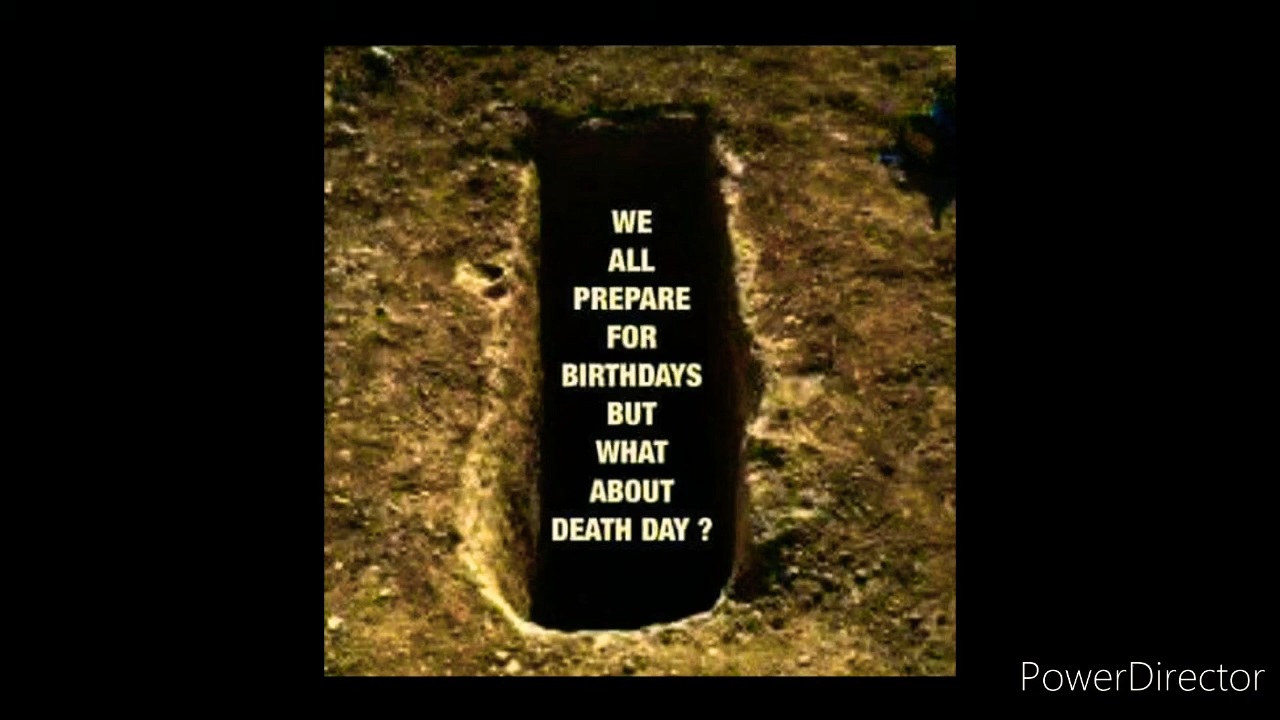 WE
ALL
PREPARE
FOR
BIRTHDAYS
BUT
WHAT
ABOUT
DEATH DAY ?
PowerDirector